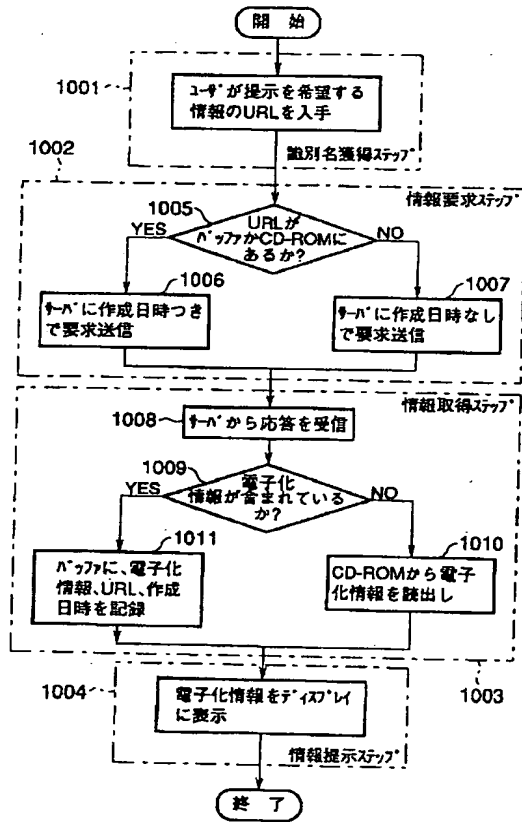 開 始
1001
ユーザが提示を希望する
情報のURLを入手
識別名獲得ステップ
1002
情報要求ステップ
1005
URLが
バッファかCD-ROMに
あるか?
YES
NO
1006
サーバに作成日時つき
で要求送信
1007
サーバに作成日時なし
で要求送信
情報取得ステップ
1008
サーバから応答を受信
1009
電子化
情報が含まれている
か?
YES
NO
1011
バッファに、電子化
情報、URL、作成
日時を記録
1010
CD-ROMから電子
化情報を読出し
1003
1004
電子化情報をディスプレイ
に表示
情報提示ステップ
終 了